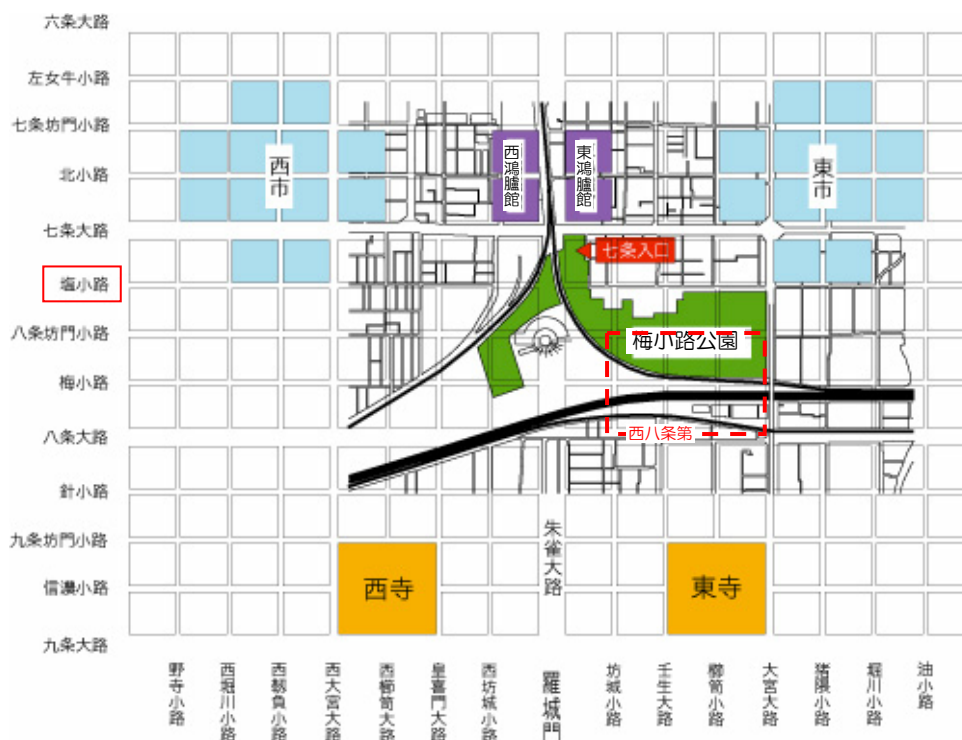 六条大路
左女牛小路
七条坊門小路
北小路
七条大路
塩小路
八条坊門小路
梅小路
八条大路
針小路
九条坊門小路
信濃小路
九条大路
西市
西鴻臚館
東鴻臚館
東市
七条入口
梅小路公園
西八条第
朱雀大路
西寺
東寺
野寺小路
西堀川小路
西靱負小路
西大宮大路
西櫛笥大路
皇喜門大路
西坊城小路
羅城門
坊城小路
壬生大路
櫛笥小路
大宮大路
猪隈小路
堀川小路
油小路